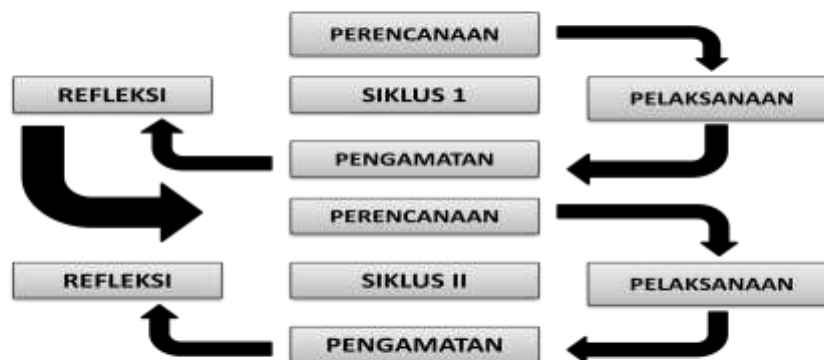 PERENCANAAN
REFLEKSI
SIKLUS 1
PELAKSANAAN
PENGAMATAN
PERENCANAAN
REFLEKSI
SIKLUS II
PELAKSANAAN
PENGAMATAN